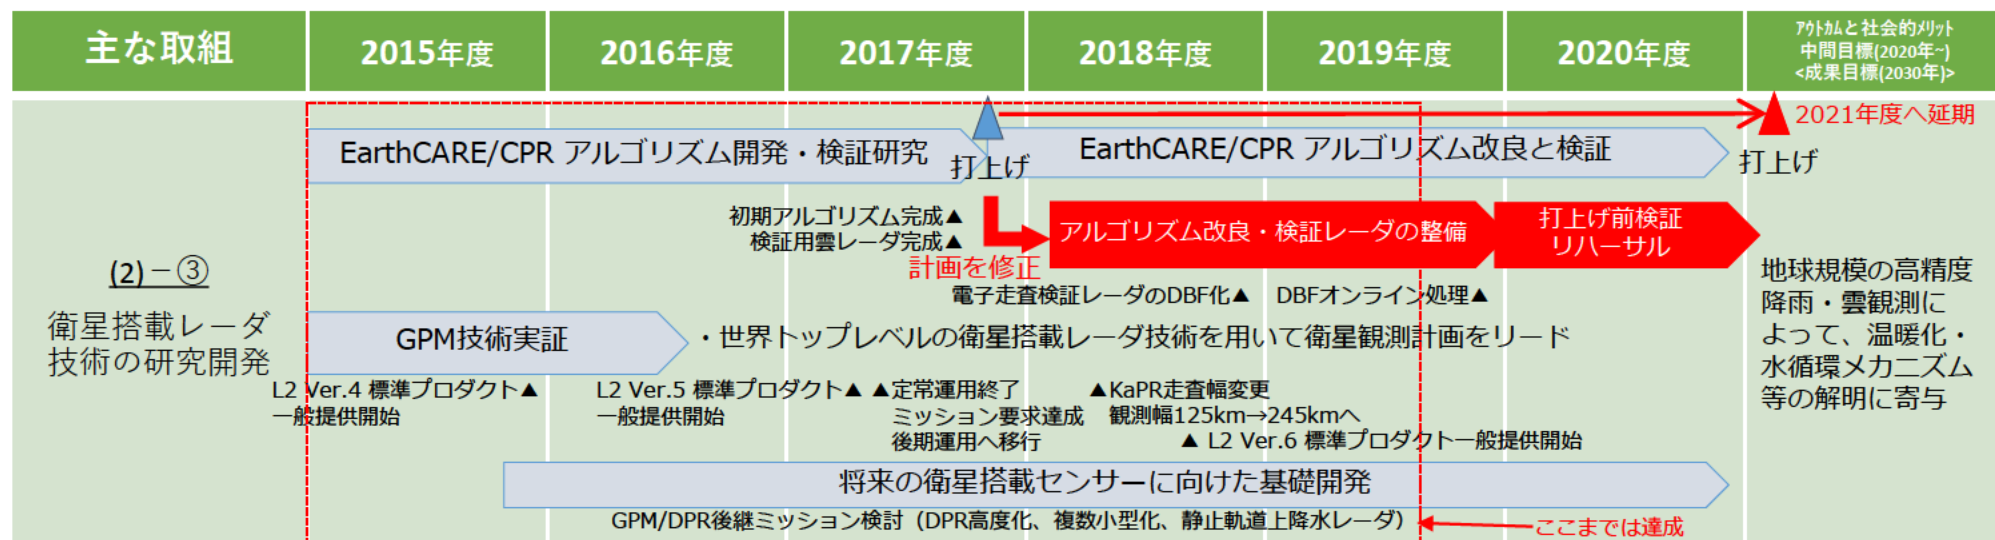 主な取組
2015年度
2016年度
2017年度
2018年度
2019年度
2020年度
ｱｳﾄｶﾑと社会的ﾒﾘｯﾄ
中間目標(2020年~)
<成果目標(2030年)>
2021年度へ延期
EarthCARE/CPR アルゴリズム開発・検証研究
打上げ
EarthCARE/CPR アルゴリズム改良と検証
打上げ
初期アルゴリズム完成▲
検証用雲レーダ完成▲
計画を修正
アルゴリズム改良・検証レーダの整備
打上げ前検証
リハーサル
(2)－③
衛星搭載レーダ
技術の研究開発
電子走査検証レーダのDBF化▲
DBFオンライン処理▲
GPM技術実証
・世界トップレベルの衛星搭載レーダ技術を用いて衛星観測計画をリード
L2 Ver.4 標準プロダクト▲
一般提供開始
L2 Ver.5 標準プロダクト▲
一般提供開始
▲定常運用終了
ミッション要求達成
後期運用へ移行
▲KaPR走査幅変更
観測幅125km→245kmへ
▲ L2 Ver.6 標準プロダクト一般提供開始
将来の衛星搭載センサーに向けた基礎開発
GPM/DPR後継ミッション検討（DPR高度化、複数小型化、静止軌道上降水レーダ）
ここまでは達成
地球規模の高精度
降雨・雲観測に
よって、温暖化・
水循環メカニズム
等の解明に寄与